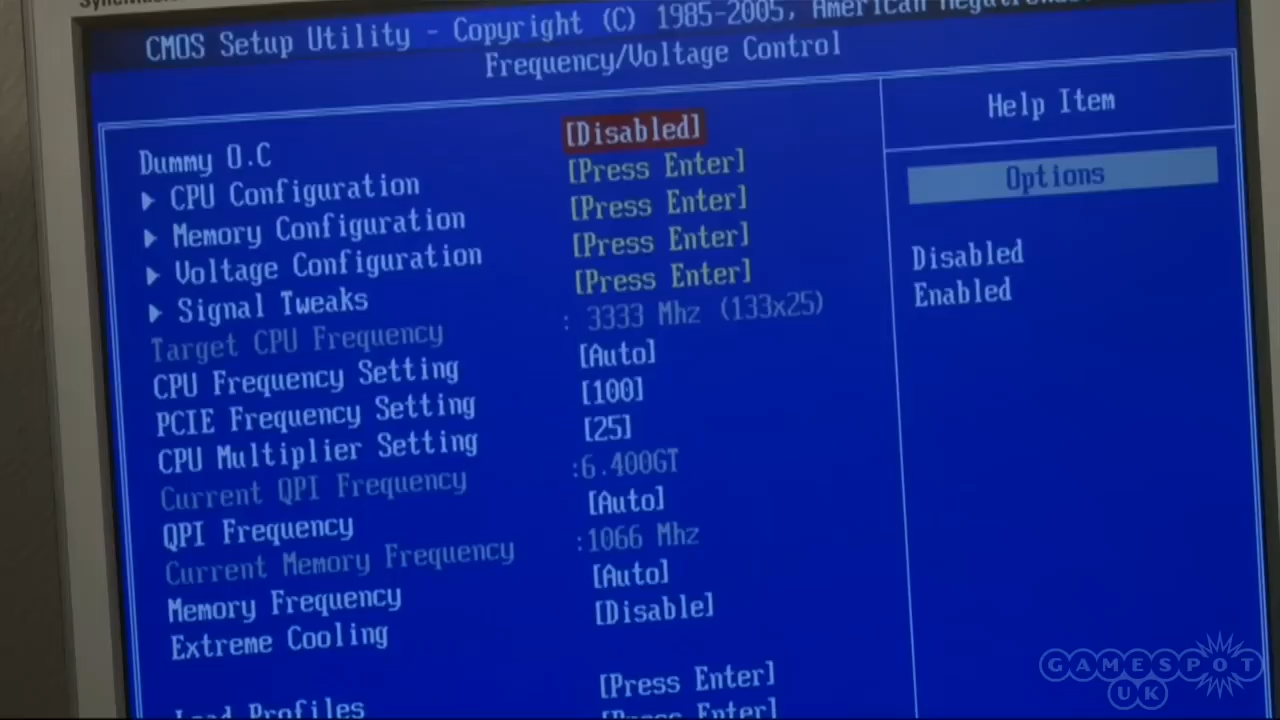 CMOS Setup Utility - Copyright (C) 1985-2005, American
Frequency/Voltage Control
Help Item
Dummy O.C [Disabled]
Options
CPU Configuration [Press Enter]
Memory Configuration [Press Enter]
Voltage Configuration [Press Enter]
Disabled
Signal Tweaks [Press Enter]
Enabled
Target CPU Frequency : 3333 Mhz (133x25)
CPU Frequency Setting [Auto]
PCIE Frequency Setting [100]
CPU Multiplier Setting [25]
Current QPI Frequency :6.400GT
QPI Frequency [Auto]
Current Memory Frequency :1066 Mhz
Memory Frequency [Auto]
Extreme Cooling [Disable]
Load Profiles [Press Enter]
[Press Enter]
GAMESPOT
UK